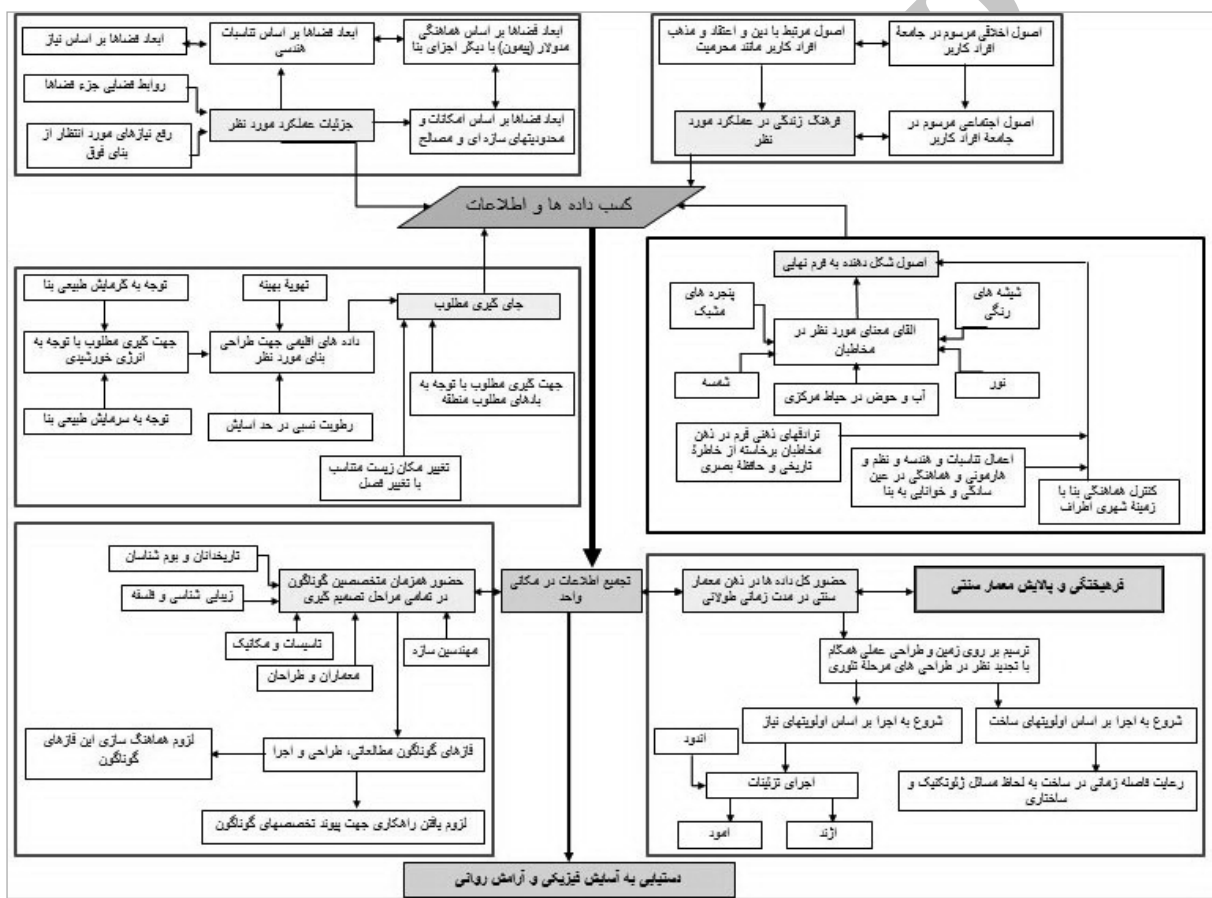 اصول اخلاقی مرسوم در جامعة
افراد کاربر
اصول مرتبط با دین و اعتقاد و مذهب
افراد کاربر مانند محرمیت
اصول اجتماعی مرسوم در
جامعة افراد کاربر
فرهنگ زندگی در عملکرد مورد
نظر
ابعاد فضاها بر اساس هماهنگی
مدولار (پیمون) با دیگر اجزای بنا
ابعاد فضاها بر اساس تناسبات
هندسی
ابعاد فضاها بر اساس نیاز
روابط فضایی جزء فضاها
ابعاد فضاها بر اساس امکانات و
محدودیتهای سازه ای و مصالح
جزئیات عملکرد مورد نظر
رفع نیازهای مورد انتظار از
بنای فوق
کسب داده ها و اطلاعات
اصول شکل دهنده به فرم نهایی
شیشه های
رنگی
پنجره های
مشبک
القای معنای مورد نظر در
مخاطبان
نور
شمسه
آب و حوض در حیاط مرکزی
ترادفهای ذهنی فرم در ذهن
مخاطبان برخاسته از خاطرة
تاریخی و حافظة بصری
اعمال تناسبات و هندسه و نظم و
هارمونی و هماهنگی در عین
سادگی و خوانایی به بنا
کنترل هماهنگی بنا با
زمینة شهری اطراف
توجه به گرمایش طبیعی بنا
تهویة بهینه
جای گیری مطلوب
جهت گیری مطلوب با توجه به
انرژی خورشیدی
داده های اقلیمی جهت طراحی
بنای مورد نظر
جهت گیری مطلوب با توجه به
بادهای مطلوب منطقه
توجه به سرمایش طبیعی بنا
رطوبت نسبی در حد آسایش
تغییر مکان زیست متناسب
با تغییر فصل
فرهیختگی و پالایش معمار سنتی
حضور کل داده ها در ذهن معمار
سنتی در مدت زمانی طولانی
تجمیع اطلاعات در مکانی
واحد
حضور همزمان متخصصین گوناگون
در تمامی مراحل تصمیم گیری
تاریخدانان و بوم شناسان
زیبایی شناسی و فلسفه
تاسیسات و مکانیک
معماران و طراحان
مهندسین سازه
ترسیم بر روی زمین و طراحی عملی همگام
با تجدید نظر در طراحی های مرحلة تئوری
شروع به اجرا بر اساس اولویتهای ساخت
شروع به اجرا بر اساس اولویتهای نیاز
اندود
اجرای تزئینات
رعایت فاصله زمانی در ساخت به لحاظ مسائل ژئوتکنیک و
ساختاری
آژند
آمود
فازهای گوناگون مطالعاتی، طراحی و اجرا
لزوم هماهنگ سازی این فازهای
گوناگون
لزوم یافتن راهکاری جهت پیوند تخصصهای گوناگون
دستیابی به آسایش فیزیکی و آرامش روانی